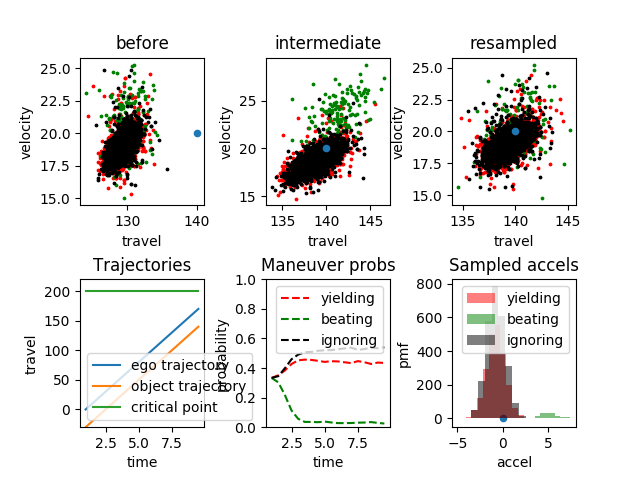 before
intermediate
resampled
velocity
25.0
22.5
20.0
17.5
15.0
130
140
travel
velocity
25
20
15
135
140
145
travel
velocity
25.0
22.5
20.0
17.5
15.0
135
140
145
travel
Trajectories
Maneuver probs
Sampled accels
travel
200
150
100
50
0
ego trajectory
object trajectory
critical point
2.5
5.0
7.5
time
probability
1.0
0.8
0.6
0.4
0.2
0.0
yielding
beating
ignoring
2.5
5.0
7.5
time
pmf
800
600
400
200
0
yielding
beating
ignoring
−5
0
5
accel